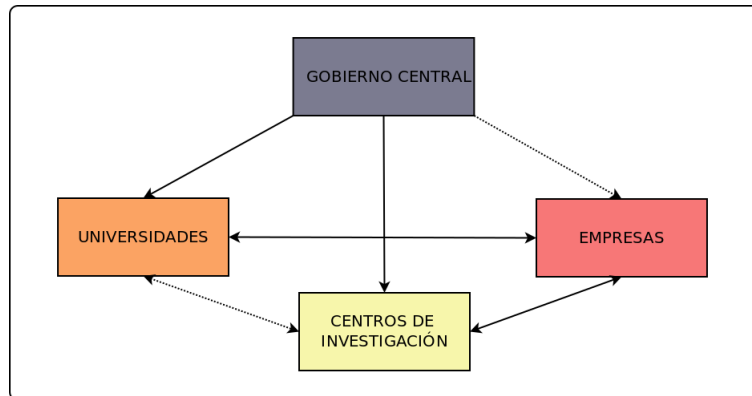 GOBIERNO CENTRAL
UNIVERSIDADES
EMPRESAS
CENTROS DE
INVESTIGACIÓN